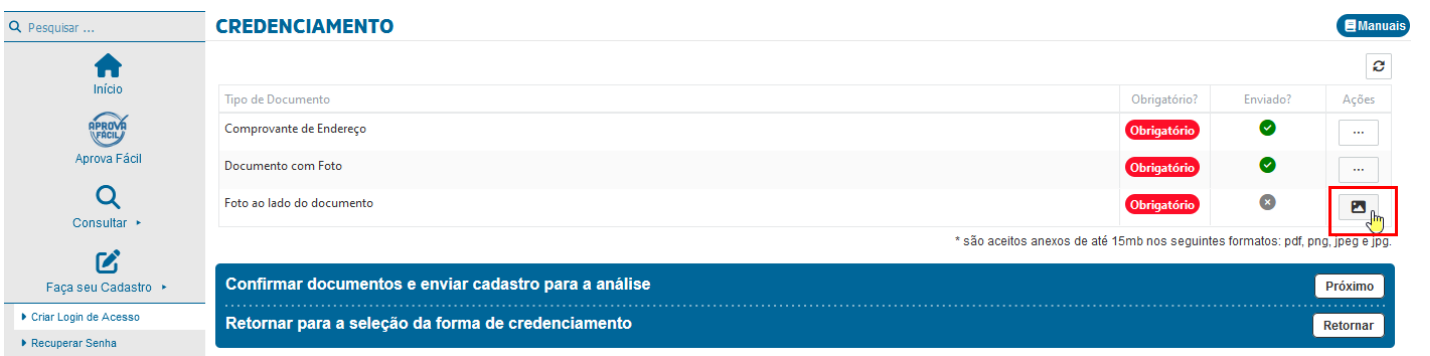 Pesquisar ...
CREDENCIAMENTO
Manuais
Início
APROVA FÁCIL
Aprova Fácil
Consultar
Faça seu Cadastro
Criar Login de Acesso
Recuperar Senha
Tipo de Documento Obrigatório? Enviado? Ações
Comprovante de Endereço Obrigatório ...
Documento com Foto Obrigatório ...
Foto ao lado do documento Obrigatório
* são aceitos anexos de até 15mb nos seguintes formatos: pdf, png, jpeg e jpg.
Confirmar documentos e enviar cadastro para a análise Próximo
Retornar para a seleção da forma de credenciamento Retornar